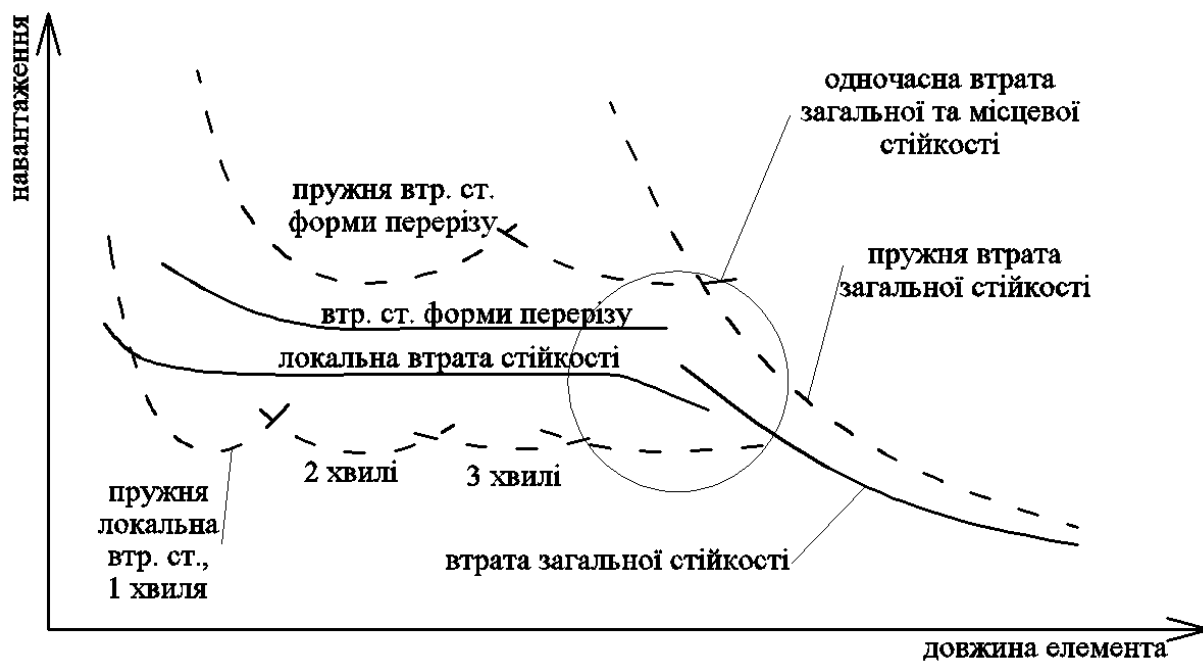 навантаження
одночасна втрата
загальної та місцевої
стійкості
пружня втр. ст.
форми перерізу
пружня втрата
загальної стійкості
втр. ст. форми перерізу
локальна втрата стійкості
2 хвилі
3 хвилі
пружня
локальна
втр. ст.,
1 хвиля
втрата загальної стійкості
довжина елемента